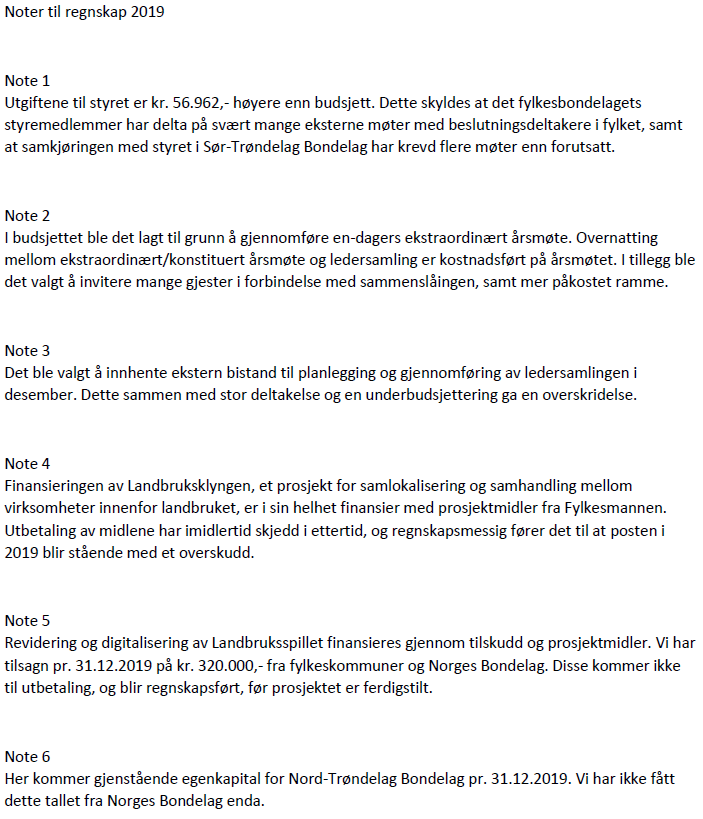 Noter til regnskap 2019
Note 1
Utgiftene til styret er kr. 56.962,- høyere enn budsjett. Dette skyldes at det fylkesbondelagets
styremedlemmer har delta på svært mange eksterne møter med beslutningsdeltakere i fylket, samt
at samkjøringen med styret i Sør-Trøndelag Bondelag har krevd flere møter enn forutsatt.
Note 2
I budsjettet ble det lagt til grunn å gjennomføre en-dagers ekstraordinært årsmøte. Overnatting
mellom ekstraordinært/konstituert årsmøte og ledersamling er kostnadsført på årsmøtet. I tillegg ble
det valgt å invitere mange gjester i forbindelse med sammenslåingen, samt mer påkostet ramme.
Note 3
Det ble valgt å innhente ekstern bistand til planlegging og gjennomføring av ledersamlingen i
desember. Dette sammen med stor deltakelse og en underbudsjettering ga en overskridelse.
Note 4
Finansieringen av Landbruksklyngen, et prosjekt for samlokalisering og samhandling mellom
virksomheter innenfor landbruket, er i sin helhet finansier med prosjektmidler fra Fylkesmannen.
Utbetaling av midlene har imidlertid skjedd i ettertid, og regnskapsmessig fører det til at posten i
2019 blir stående med et overskudd.
Note 5
Revidering og digitalisering av Landbruksspillet finansieres gjennom tilskudd og prosjektmidler. Vi har
tilsagn pr. 31.12.2019 på kr. 320.000,- fra fylkeskommuner og Norges Bondelag. Disse kommer ikke
til utbetaling, og blir regnskapsført, før prosjektet er ferdigstilt.
Note 6
Her kommer gjenstående egenkapital for Nord-Trøndelag Bondelag pr. 31.12.2019. Vi har ikke fått
dette tallet fra Norges Bondelag enda.